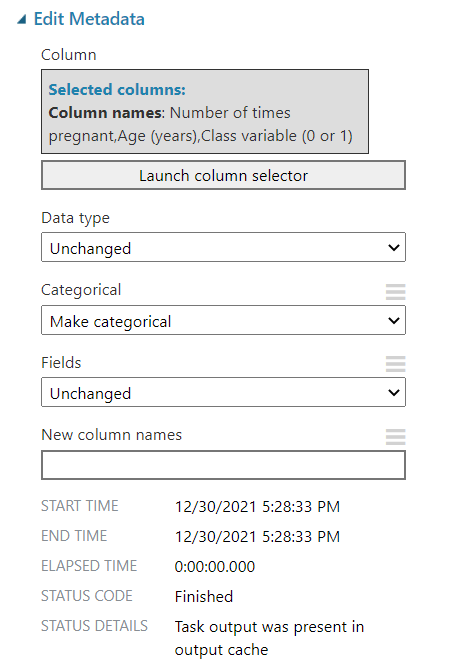 Edit Metadata
Column
Selected columns:
Column names: Number of times
pregnant,Age (years),Class variable (0 or 1)
Launch column selector
Data type
Unchanged
Categorical
Make categorical
Fields
Unchanged
New column names
START TIME 12/30/2021 5:28:33 PM
END TIME 12/30/2021 5:28:33 PM
ELAPSED TIME 0:00:00.000
STATUS CODE Finished
STATUS DETAILS Task output was present in
output cache